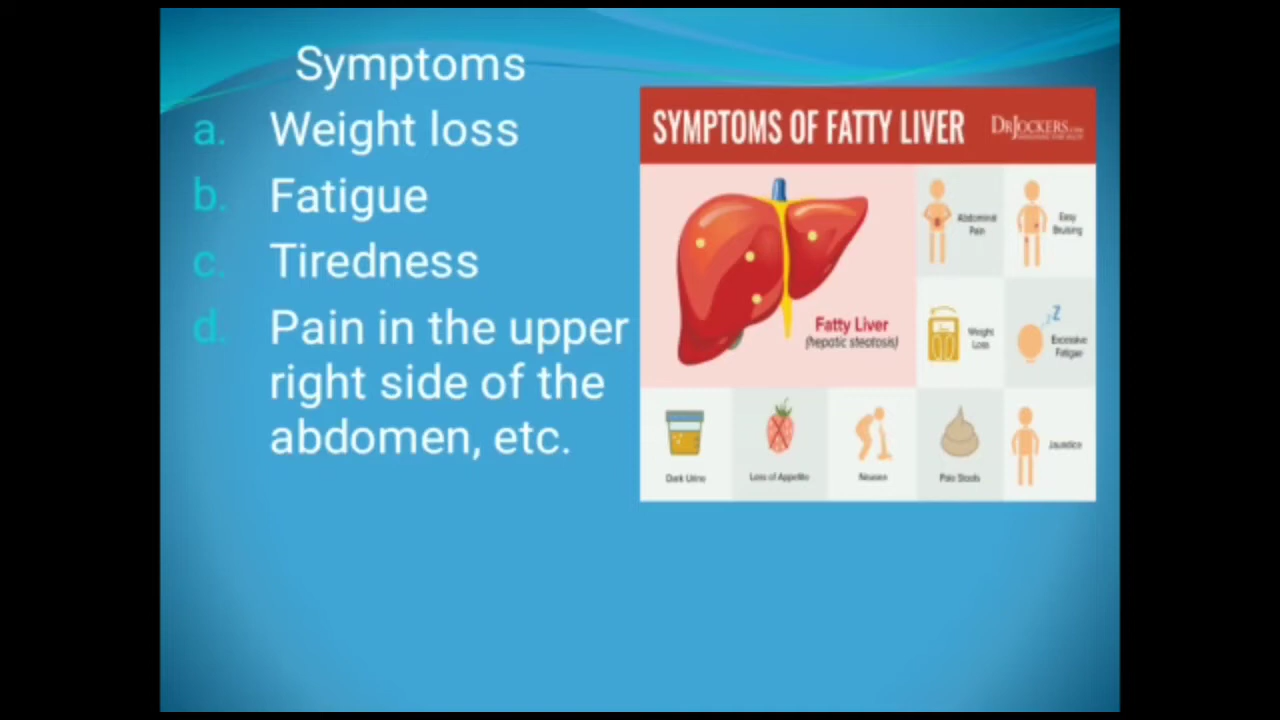 Symptoms
a. Weight loss
b. Fatigue
c. Tiredness
d. Pain in the upper
right side of the
abdomen, etc.
SYMPTOMS OF FATTY LIVER
DRJOCKERS.COM
Abdominal
Pain
Easy
Bruising
Fatty Liver
(hepatic steatosis)
Weight
Loss
Z
Excessive
Fatigue
Dark Urine
Loss of Appetite
Nausea
Pale Stools
Jaundice